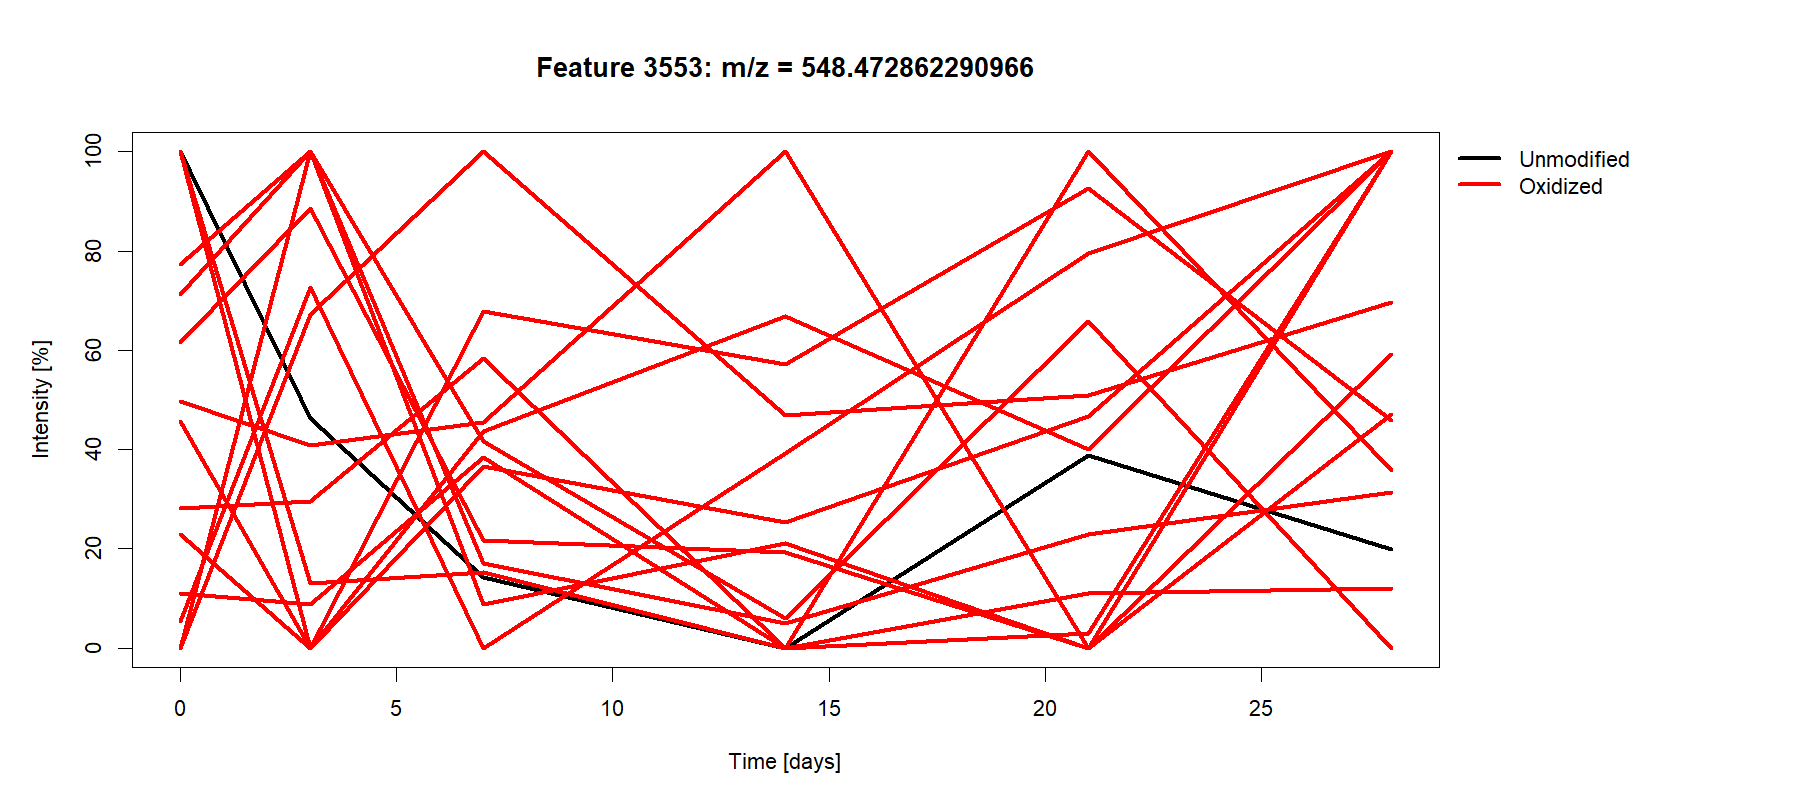 Feature 3553: m/z = 548.472862290966
Unmodified
Oxidized
Intensity [%]
100
80
60
40
20
0
0 5 10 15 20 25
Time [days]